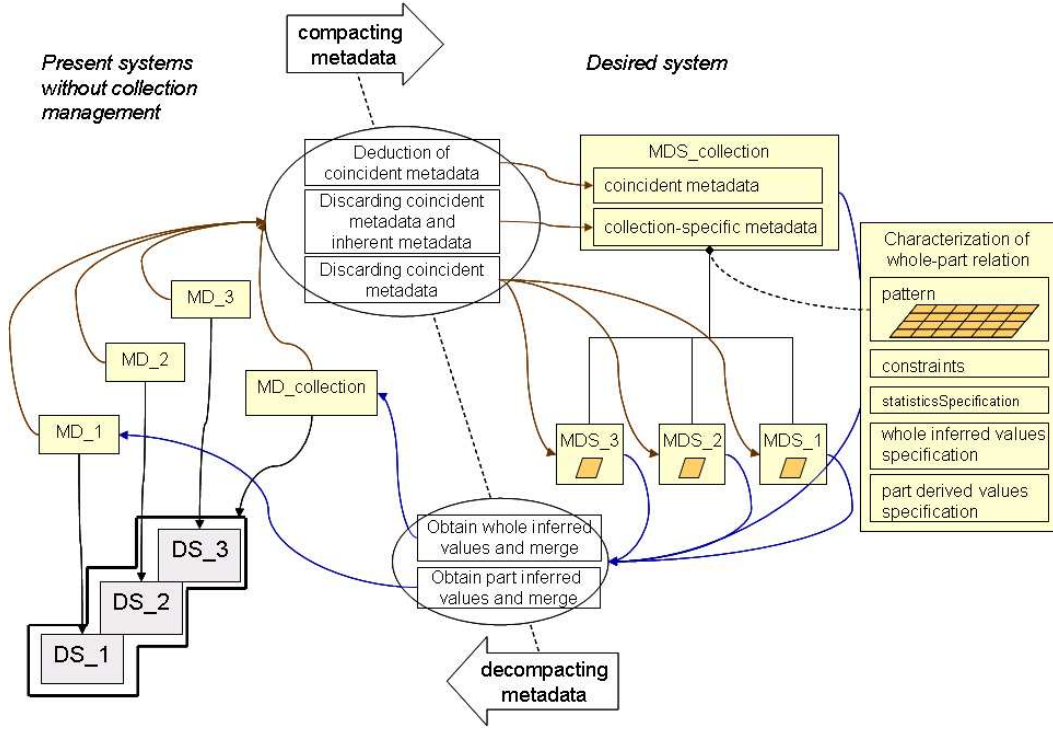 compacting
metadata
Present systems
without collection
management
Desired system
Deduction of
coincident metadata
Discarding coincident
metadata and
inherent metadata
Discarding coincident
metadata
MDS_collection
coincident metadata
collection-specific metadata
Characterization of
whole-part relation
pattern
constraints
statisticsSpecification
whole inferred values
specification
part derived values
specification
MD_3
MD_2
MD_collection
MD_1
MDS_3
MDS_2
MDS_1
DS_3
DS_2
DS_1
Obtain whole inferred
values and merge
Obtain part inferred
values and merge
decompacting
metadata